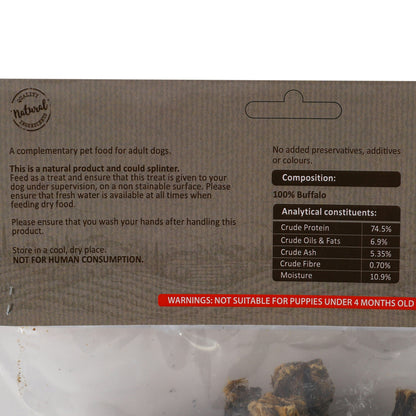 QUALITY
Natural
INGREDIENTS
A complementary pet food for adult dogs.
This is a natural product and could splinter.
Feed as a treat and ensure that this treat is given to your
dog under supervision, on a non stainable surface. Please
ensure that fresh water is available at all times when
feeding dry food.
Please ensure that you wash your hands after handling this
product.
Store in a cool, dry place.
NOT FOR HUMAN CONSUMPTION.
No added preservatives, additives
or colours.
Composition:
100% Buffalo
Analytical constituents:
Crude Protein 74.5%
Crude Oils & Fats 6.9%
Crude Ash 5.35%
Crude Fibre 0.70%
Moisture 10.9%
WARNINGS: NOT SUITABLE FOR PUPPIES UNDER 4 MONTHS OLD